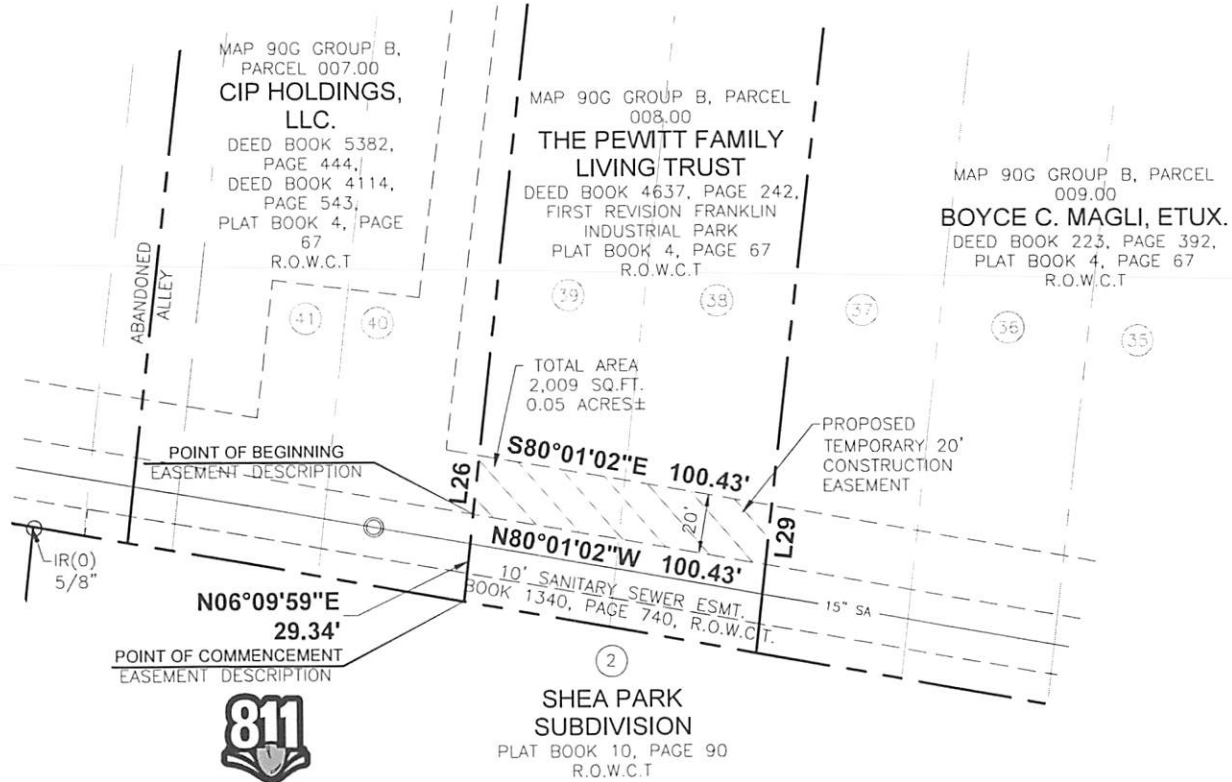 MAP 90G GROUP B,
PARCEL 007.00
CIP HOLDINGS,
LLC.
DEED BOOK 5382,
PAGE 444,
DEED BOOK 4114,
PAGE 543,
PLAT BOOK 4, PAGE
67
R.O.W.C.T
MAP 90G GROUP B, PARCEL
008.00
THE PEWITT FAMILY
LIVING TRUST
DEED BOOK 4637, PAGE 242,
FIRST REVISION FRANKLIN
INDUSTRIAL PARK
PLAT BOOK 4, PAGE 67
R.O.W.C.T
MAP 90G GROUP B, PARCEL
009.00
BOYCE C. MAGLI, ETUX.
DEED BOOK 223, PAGE 392,
PLAT BOOK 4, PAGE 67
R.O.W.C.T
ABANDONED
ALLEY
41
40
39
38
37
36
35
TOTAL AREA
2,009 SQ.FT.
0.05 ACRES±
PROPOSED
TEMPORARY 20'
CONSTRUCTION
EASEMENT
POINT OF BEGINNING
EASEMENT DESCRIPTION
L26
S80°01'02"E 100.43'
20'
L29
N80°01'02"W 100.43'
10' SANITARY SEWER ESMT.
BOOK 1340, PAGE 740, R.O.W.C.T.
15" SA
IR(O)
5/8"
N06°09'59"E
29.34'
POINT OF COMMENCEMENT
EASEMENT DESCRIPTION
2
SHEA PARK
SUBDIVISION
PLAT BOOK 10, PAGE 90
R.O.W.C.T
811